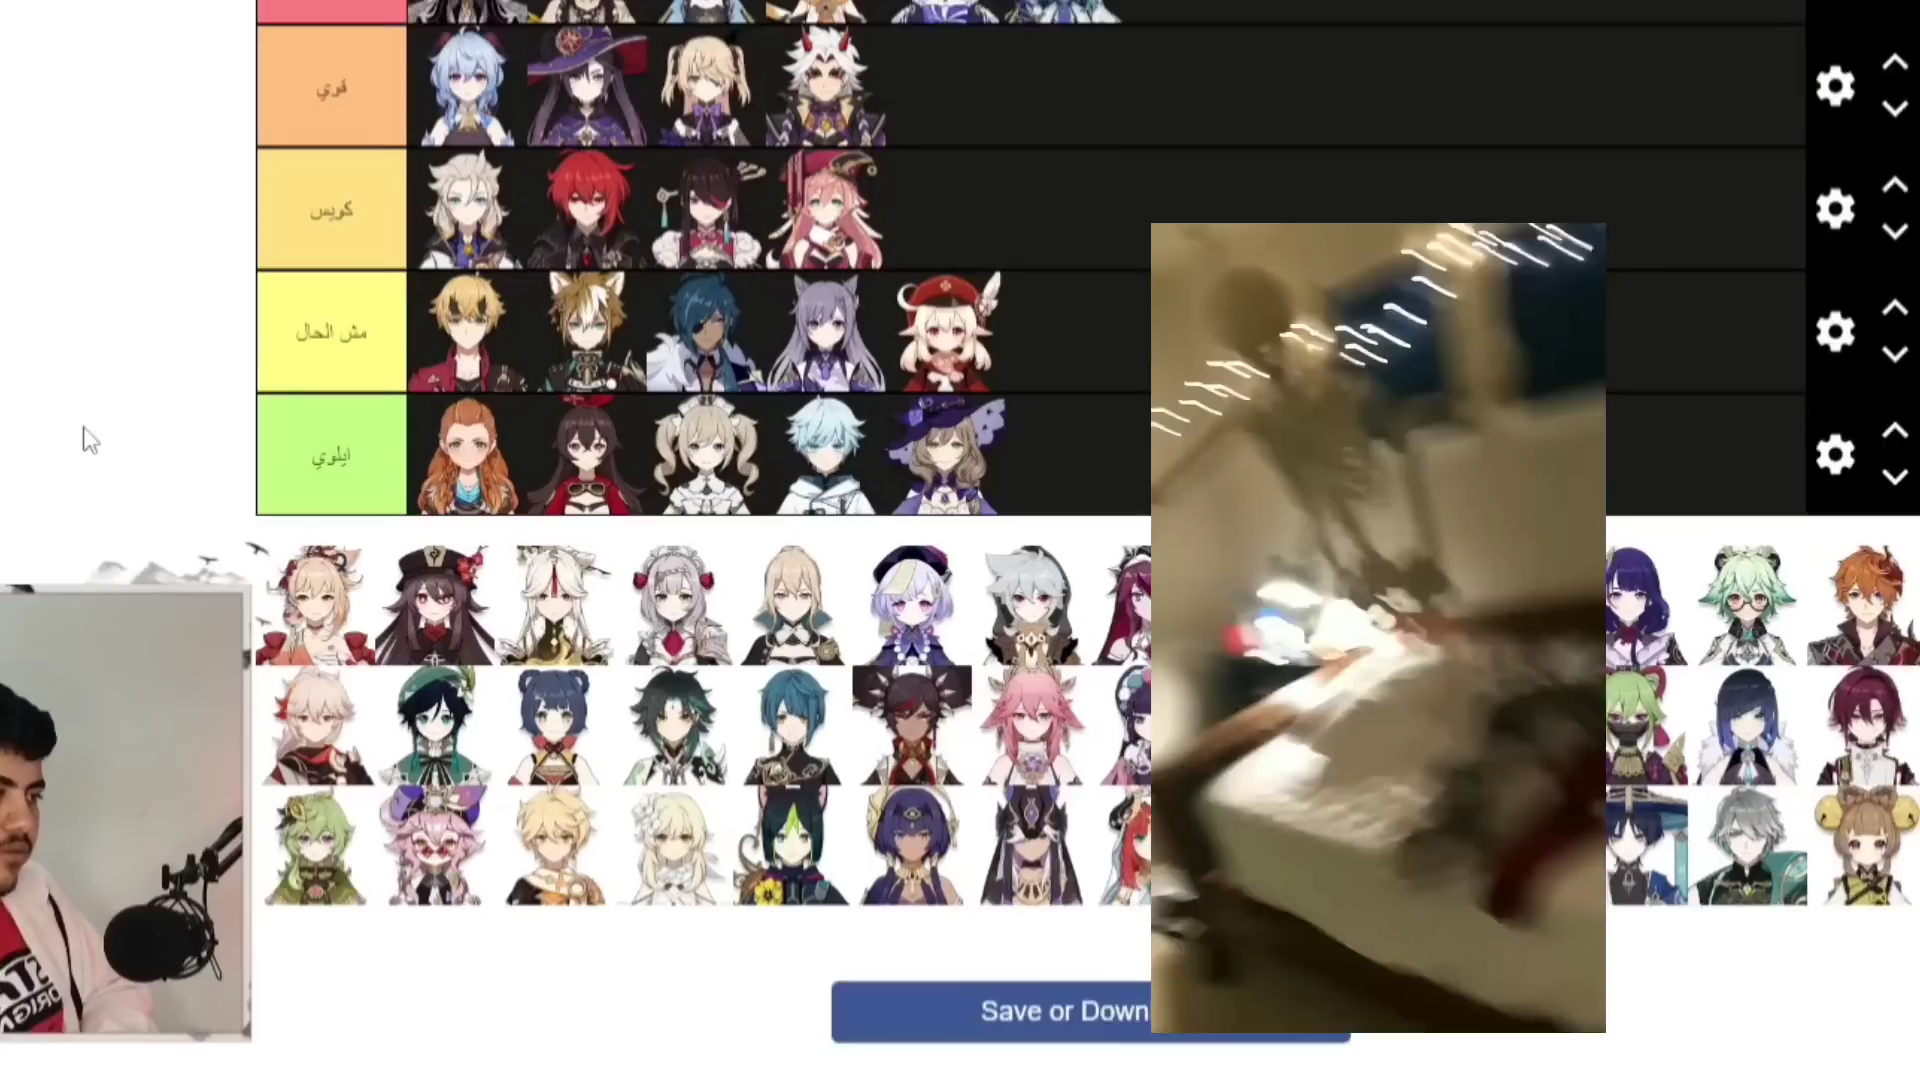 قوي
كويس
مش الحال
ايلوي
Save or Down